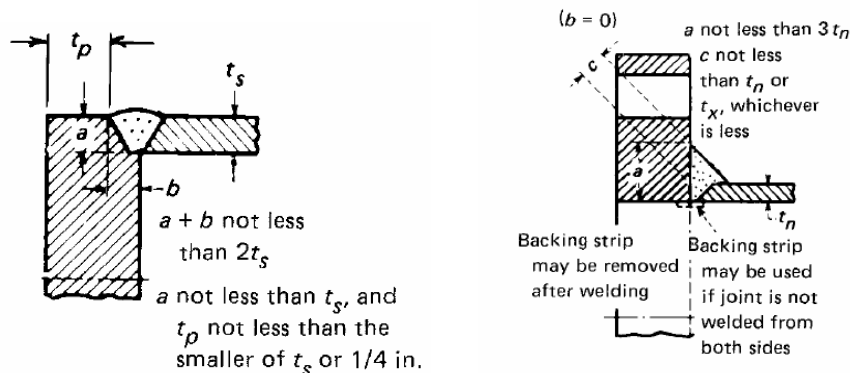 t_p
t_s
a
b
a + b not less
than 2t_s
a not less than t_s, and
t_p not less than the
smaller of t_s or 1/4 in.
(b = 0)
a not less than 3t_n
c not less
than t_n or
t_x, whichever
is less
c
a
t_n
Backing strip
may be removed
after welding
Backing strip
may be used
if joint is not
welded from
both sides